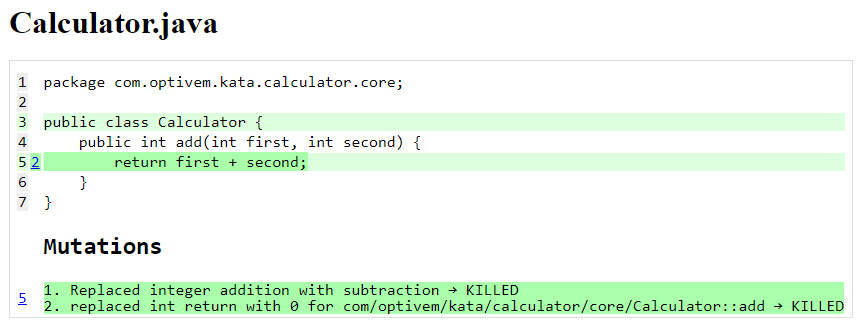 Calculator.java
1 package com.optivem.kata.calculator.core;
2
3 public class Calculator {
4     public int add(int first, int second) {
5 2         return first + second;
6     }
7 }
Mutations
5 1. Replaced integer addition with subtraction → KILLED
2. replaced int return with 0 for com/optivem/kata/calculator/core/Calculator::add → KILLED